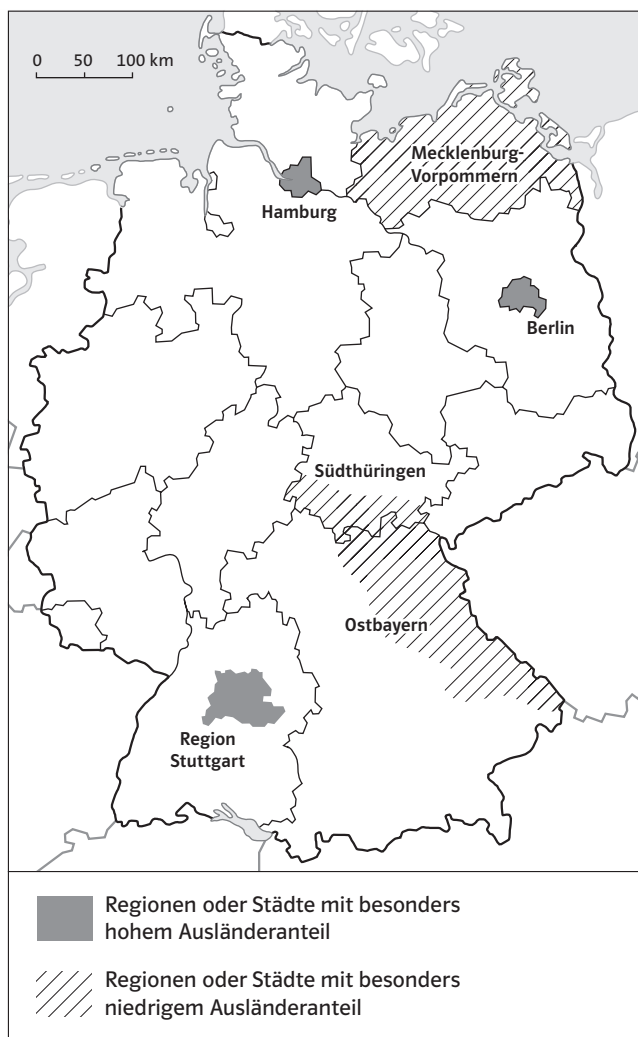 0 50 100 km
Mecklenburg-
Vorpommern
Hamburg
Berlin
Südthüringen
Ostbayern
Region
Stuttgart
Regionen oder Städte mit besonders
hohem Ausländeranteil
Regionen oder Städte mit besonders
niedrigem Ausländeranteil